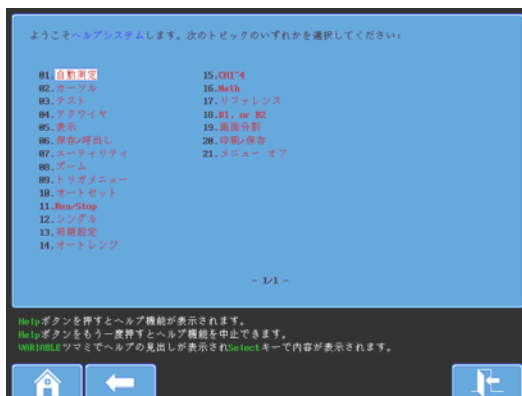 ようこそヘルプシステムします。次のトピックのいずれかを選択してください:
01.自動測定
02.カーソル
03.テスト
04.アクワイヤ
05.表示
06.保存/呼出し
07.ユーティリティ
08.ズーム
09.トリガメニュー
10.オートセット
11.Run/Stop
12.シングル
13.初期設定
14.オートレンジ
15.CH1~4
16.Math
17.リファレンス
18.B1, or B2
19.画面分割
20.印刷/保存
21.メニュー オフ
- 1/1 -
Helpボタンを押すとヘルプ機能が表示されます。
Helpボタンをもう一度押すとヘルプ機能を中止できます。
VARIABLEツマミでヘルプの見出しが表示されSelectキーで内容が表示されます。